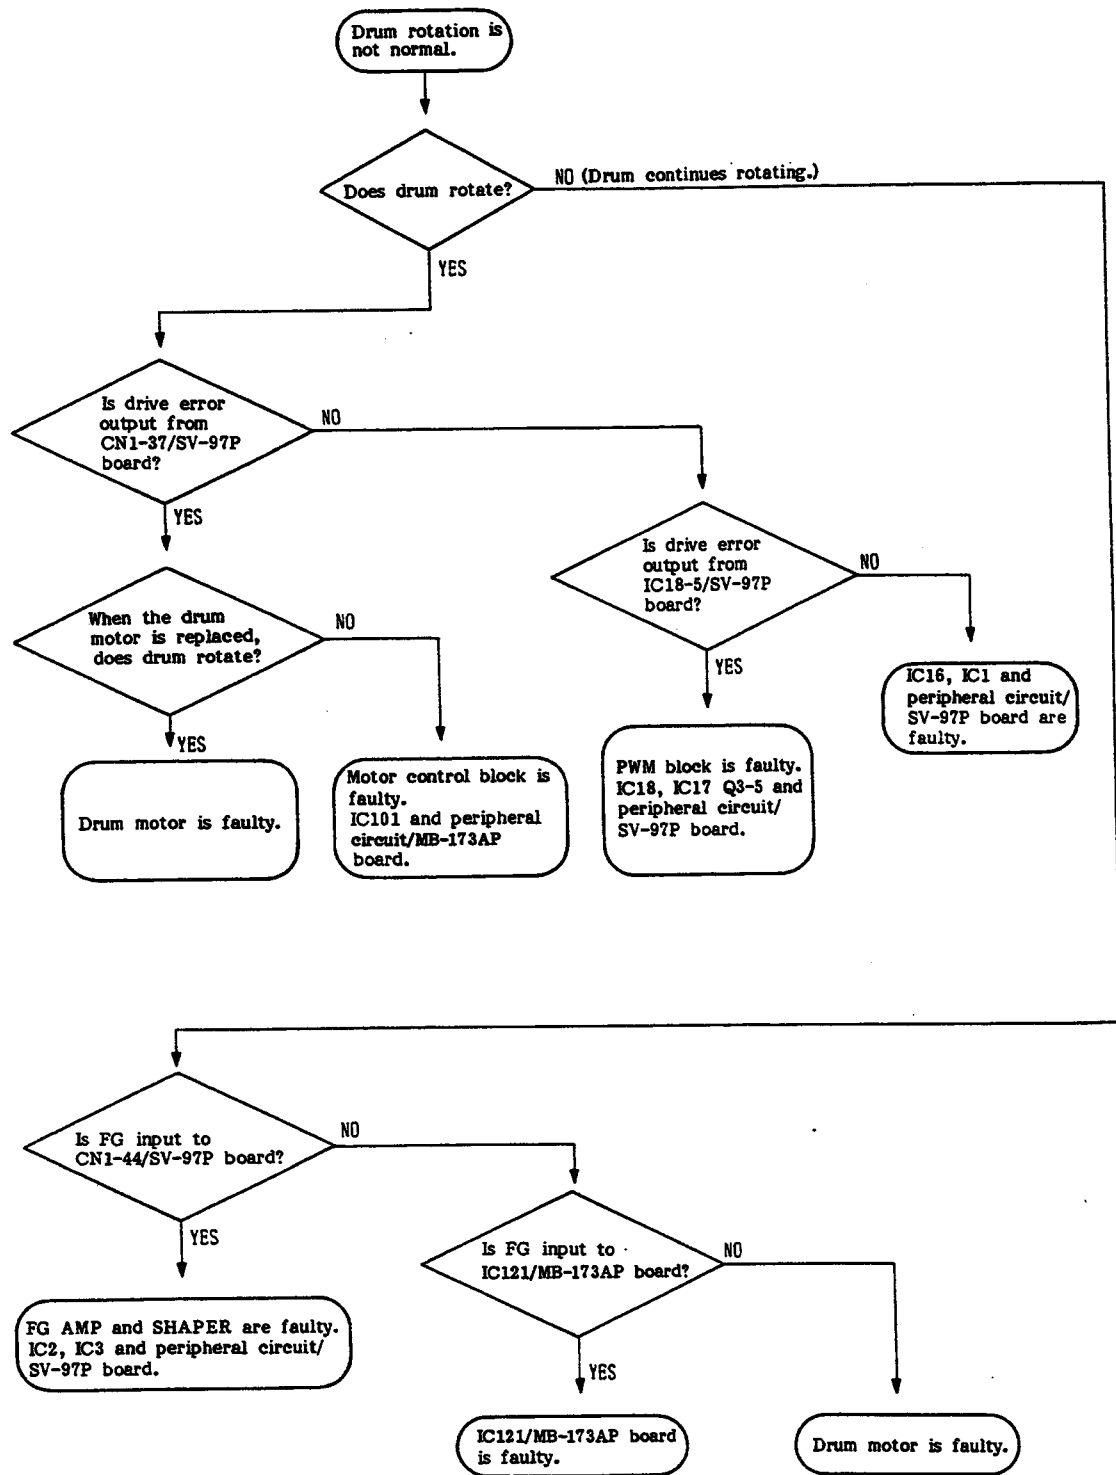 Drum rotation is
not normal.
Does drum rotate?
NO (Drum continues rotating.)
YES
Is drive error
output from
CN1-37/SV-97P
board?
NO
YES
Is drive error
output from
IC18-5/SV-97P
board?
NO
YES
When the drum
motor is replaced,
does drum rotate?
NO
YES
IC16, IC1 and
peripheral circuit/
SV-97P board are
faulty.
Drum motor is faulty.
Motor control block is
faulty.
IC101 and peripheral
circuit/MB-173AP
board.
PWM block is faulty.
IC18, IC17 Q3-5 and
peripheral circuit/
SV-97P board.
Is FG input to
CN1-44/SV-97P board?
NO
YES
Is FG input to
IC121/MB-173AP board?
NO
YES
FG AMP and SHAPER are faulty.
IC2, IC3 and peripheral circuit/
SV-97P board.
IC121/MB-173AP board
is faulty.
Drum motor is faulty.